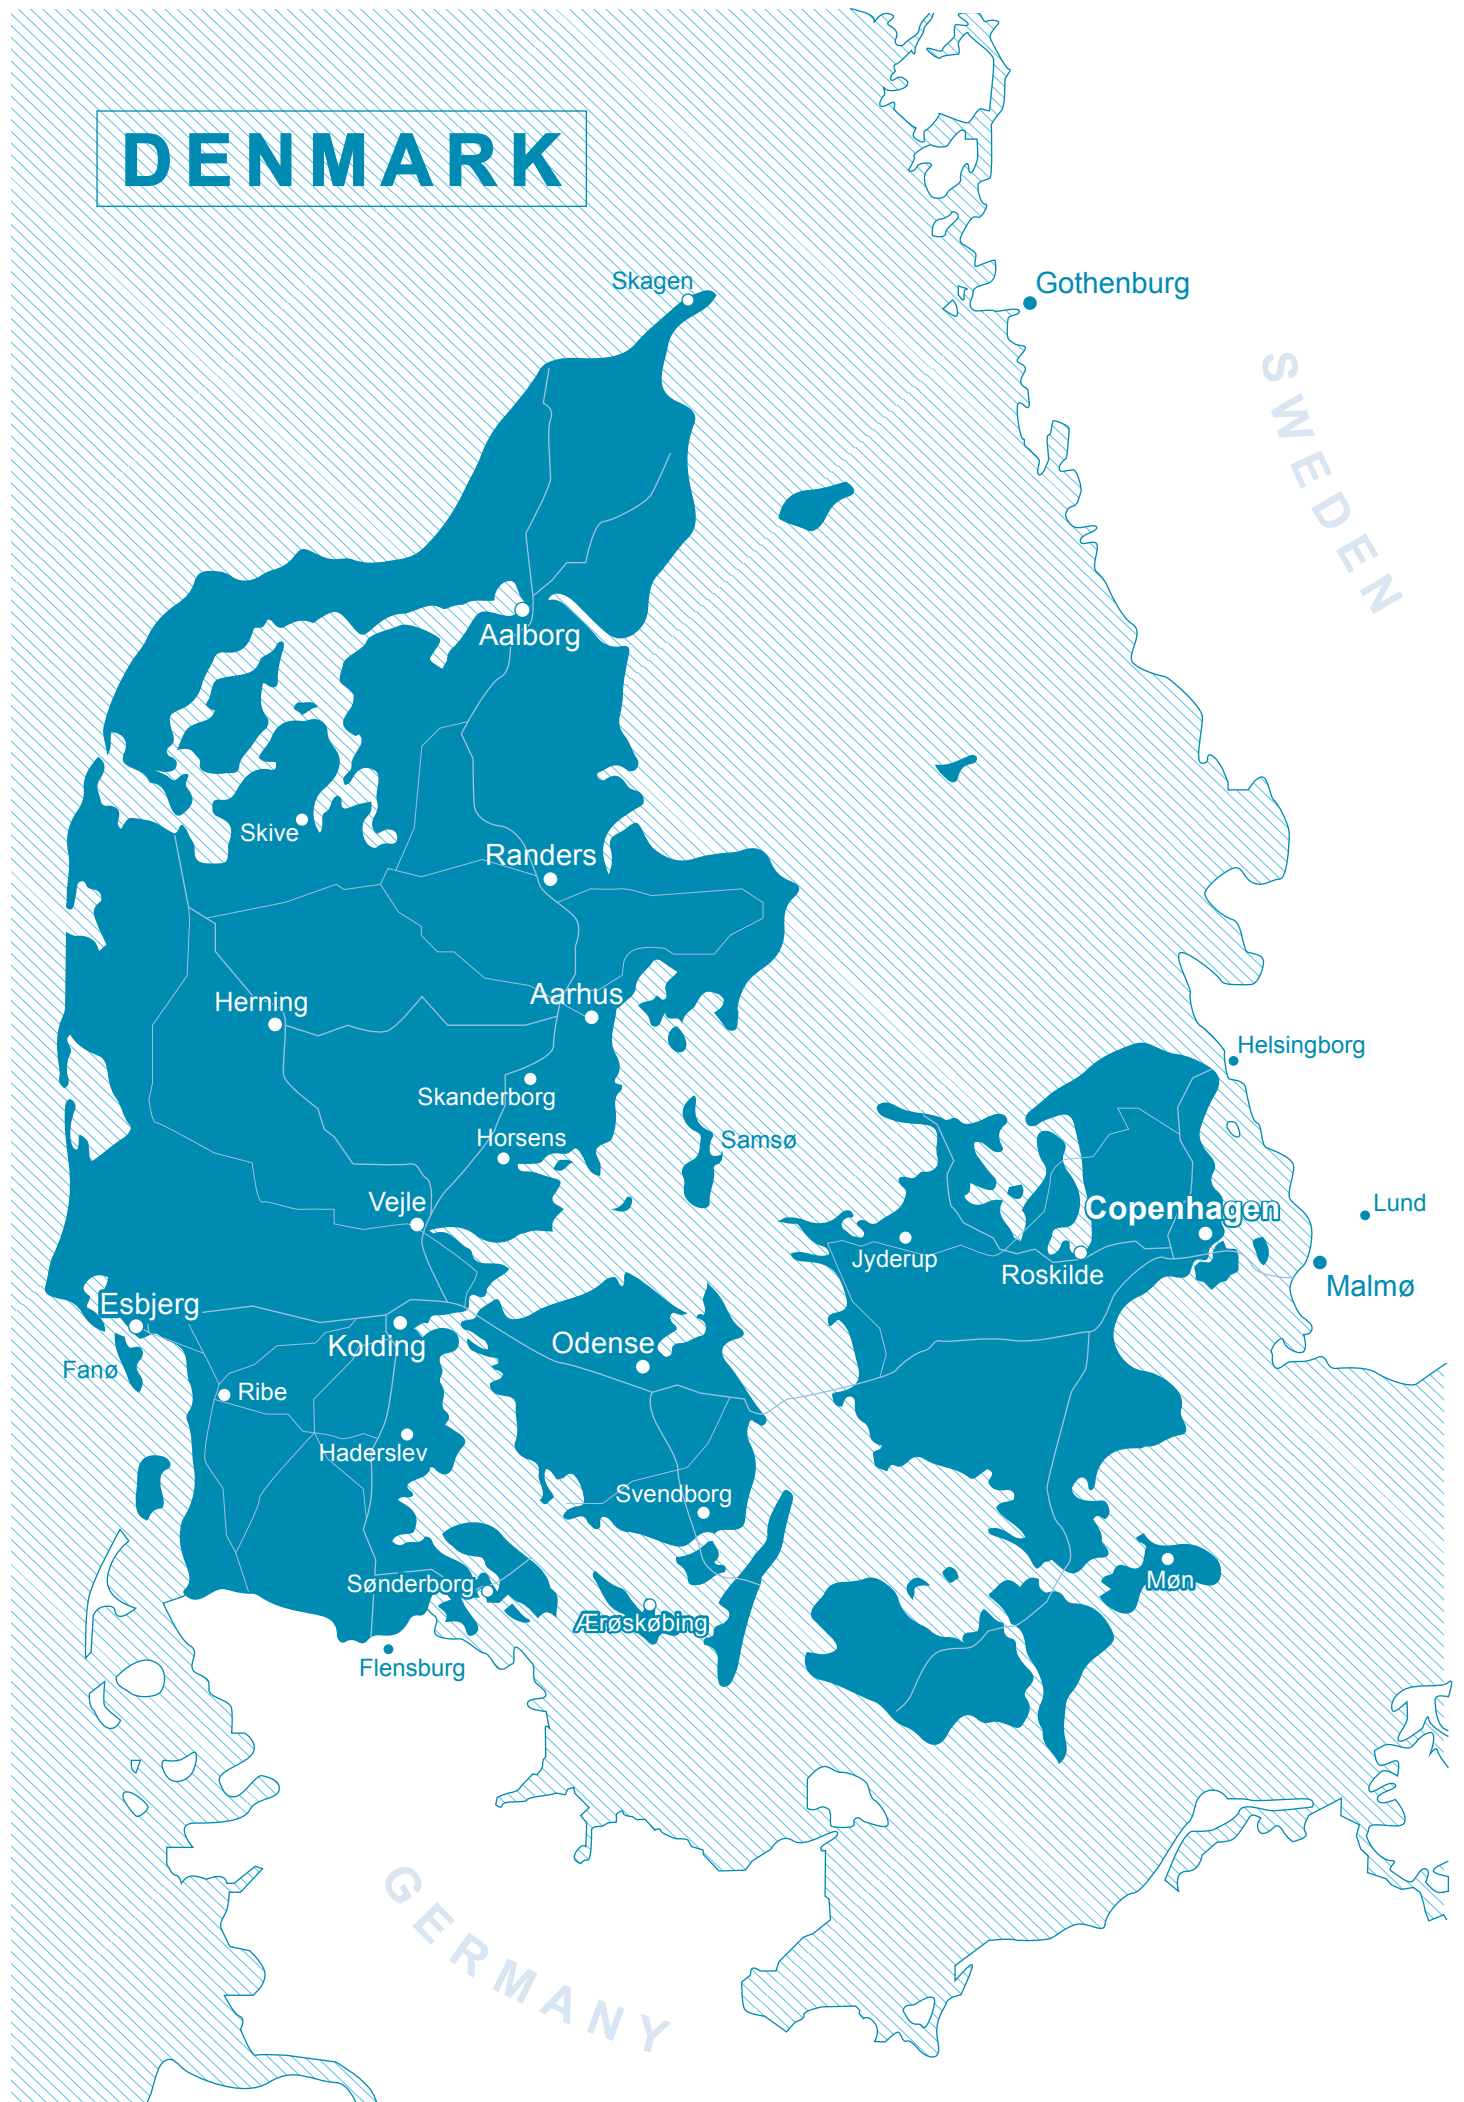 DENMARK
Skagen
Gothenburg
SWEDEN
Aalborg
Skive
Randers
Herning
Aarhus
Helsingborg
Skanderborg
Horsens
Samsø
Vejle
Copenhagen
Lund
Jyderup
Roskilde
Malmø
Esbjerg
Kolding
Odense
Fanø
Ribe
Haderslev
Svendborg
Sønderborg
Møn
Ærøskøbing
Flensburg
GERMANY